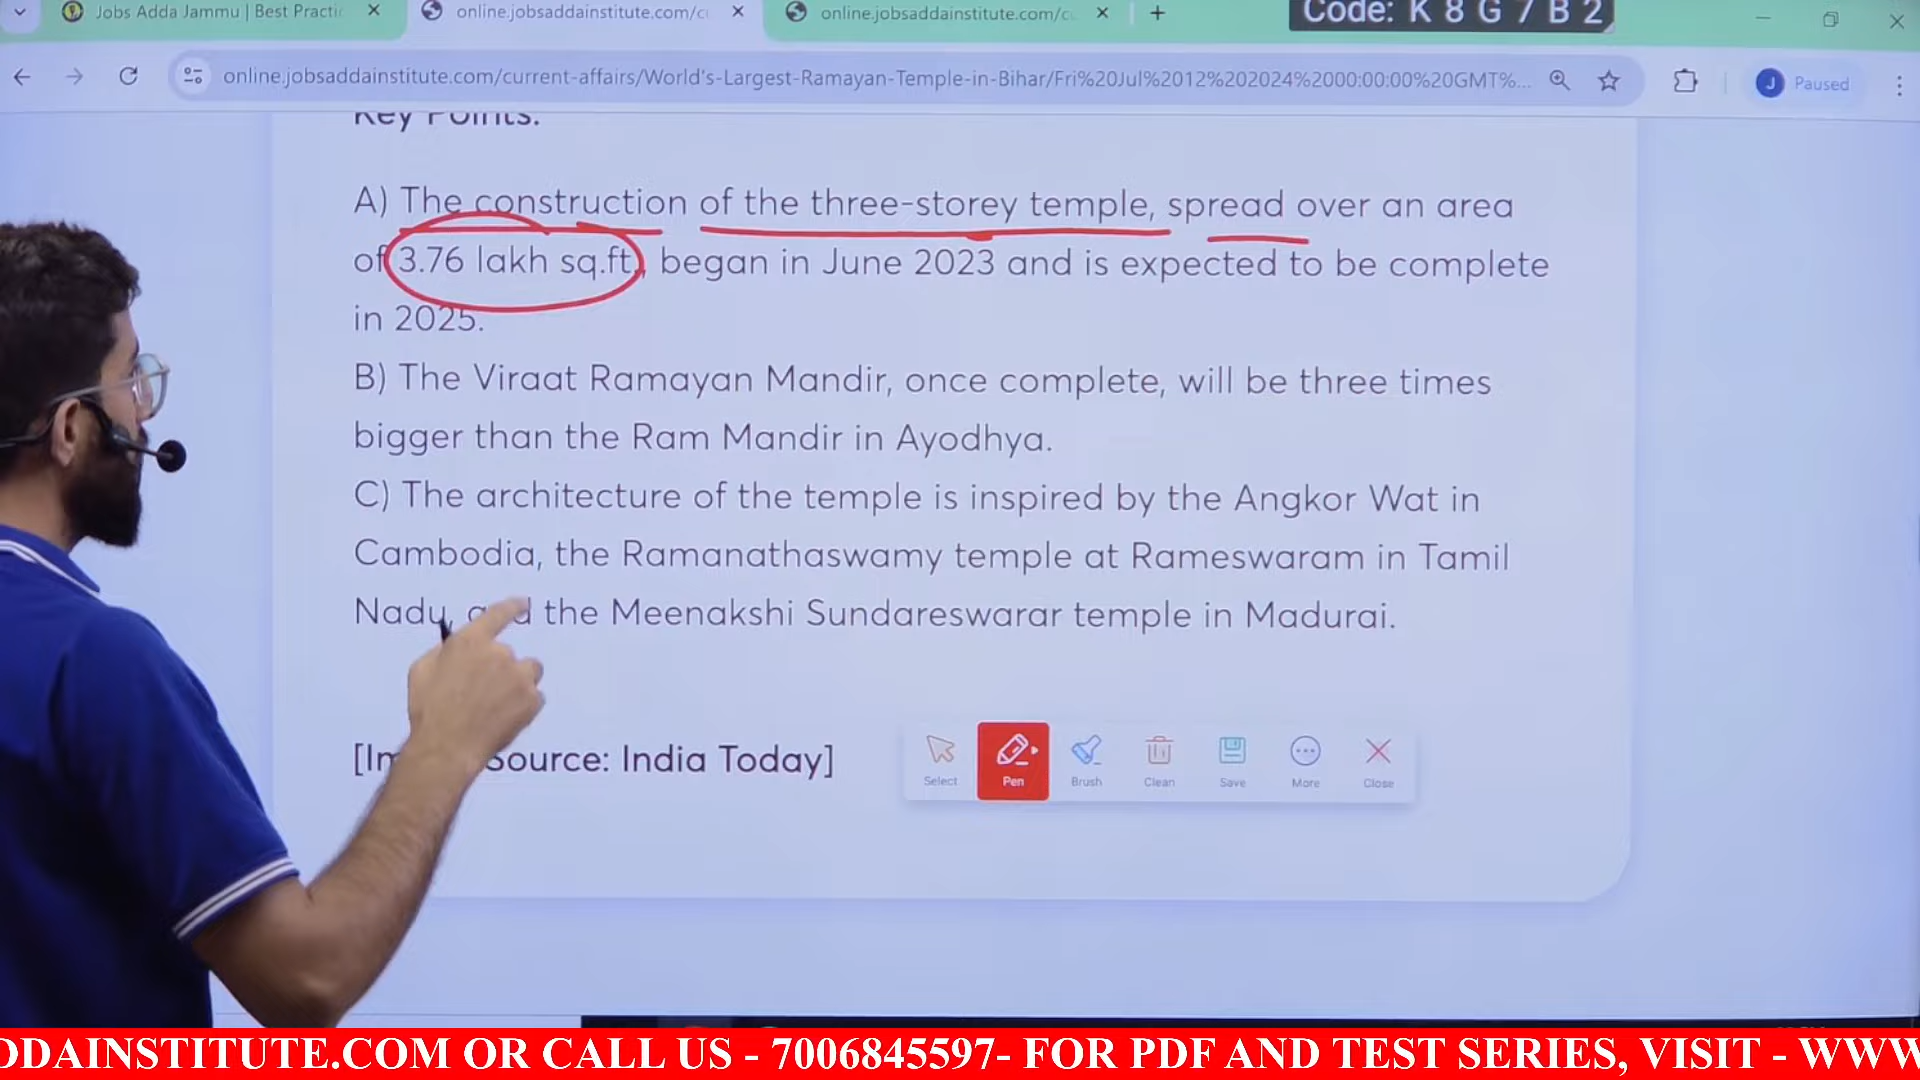 Jobs Adda Jammu | Best Practic
online.jobsaddainstitute.com/cu
online.jobsaddainstitute.com/cu
Code: K 8 G 7 B 2
online.jobsaddainstitute.com/current-affairs/World's-Largest-Ramayan-Temple-in-Bihar/Fri%20Jul%2012%202024%2000:00:00%20GMT%...
J Paused
Key Points:
A) The construction of the three-storey temple, spread over an area
of 3.76 lakh sq.ft., began in June 2023 and is expected to be complete
in 2025.
B) The Viraat Ramayan Mandir, once complete, will be three times
bigger than the Ram Mandir in Ayodhya.
C) The architecture of the temple is inspired by the Angkor Wat in
Cambodia, the Ramanathaswamy temple at Rameswaram in Tamil
Nadu, and the Meenakshi Sundareswarar temple in Madurai.
Source: India Today]
Select Pen Brush Clean Save More Close
DDAINSTITUTE.COM OR CALL US - 7006845597- FOR PDF AND TEST SERIES, VISIT - WWW